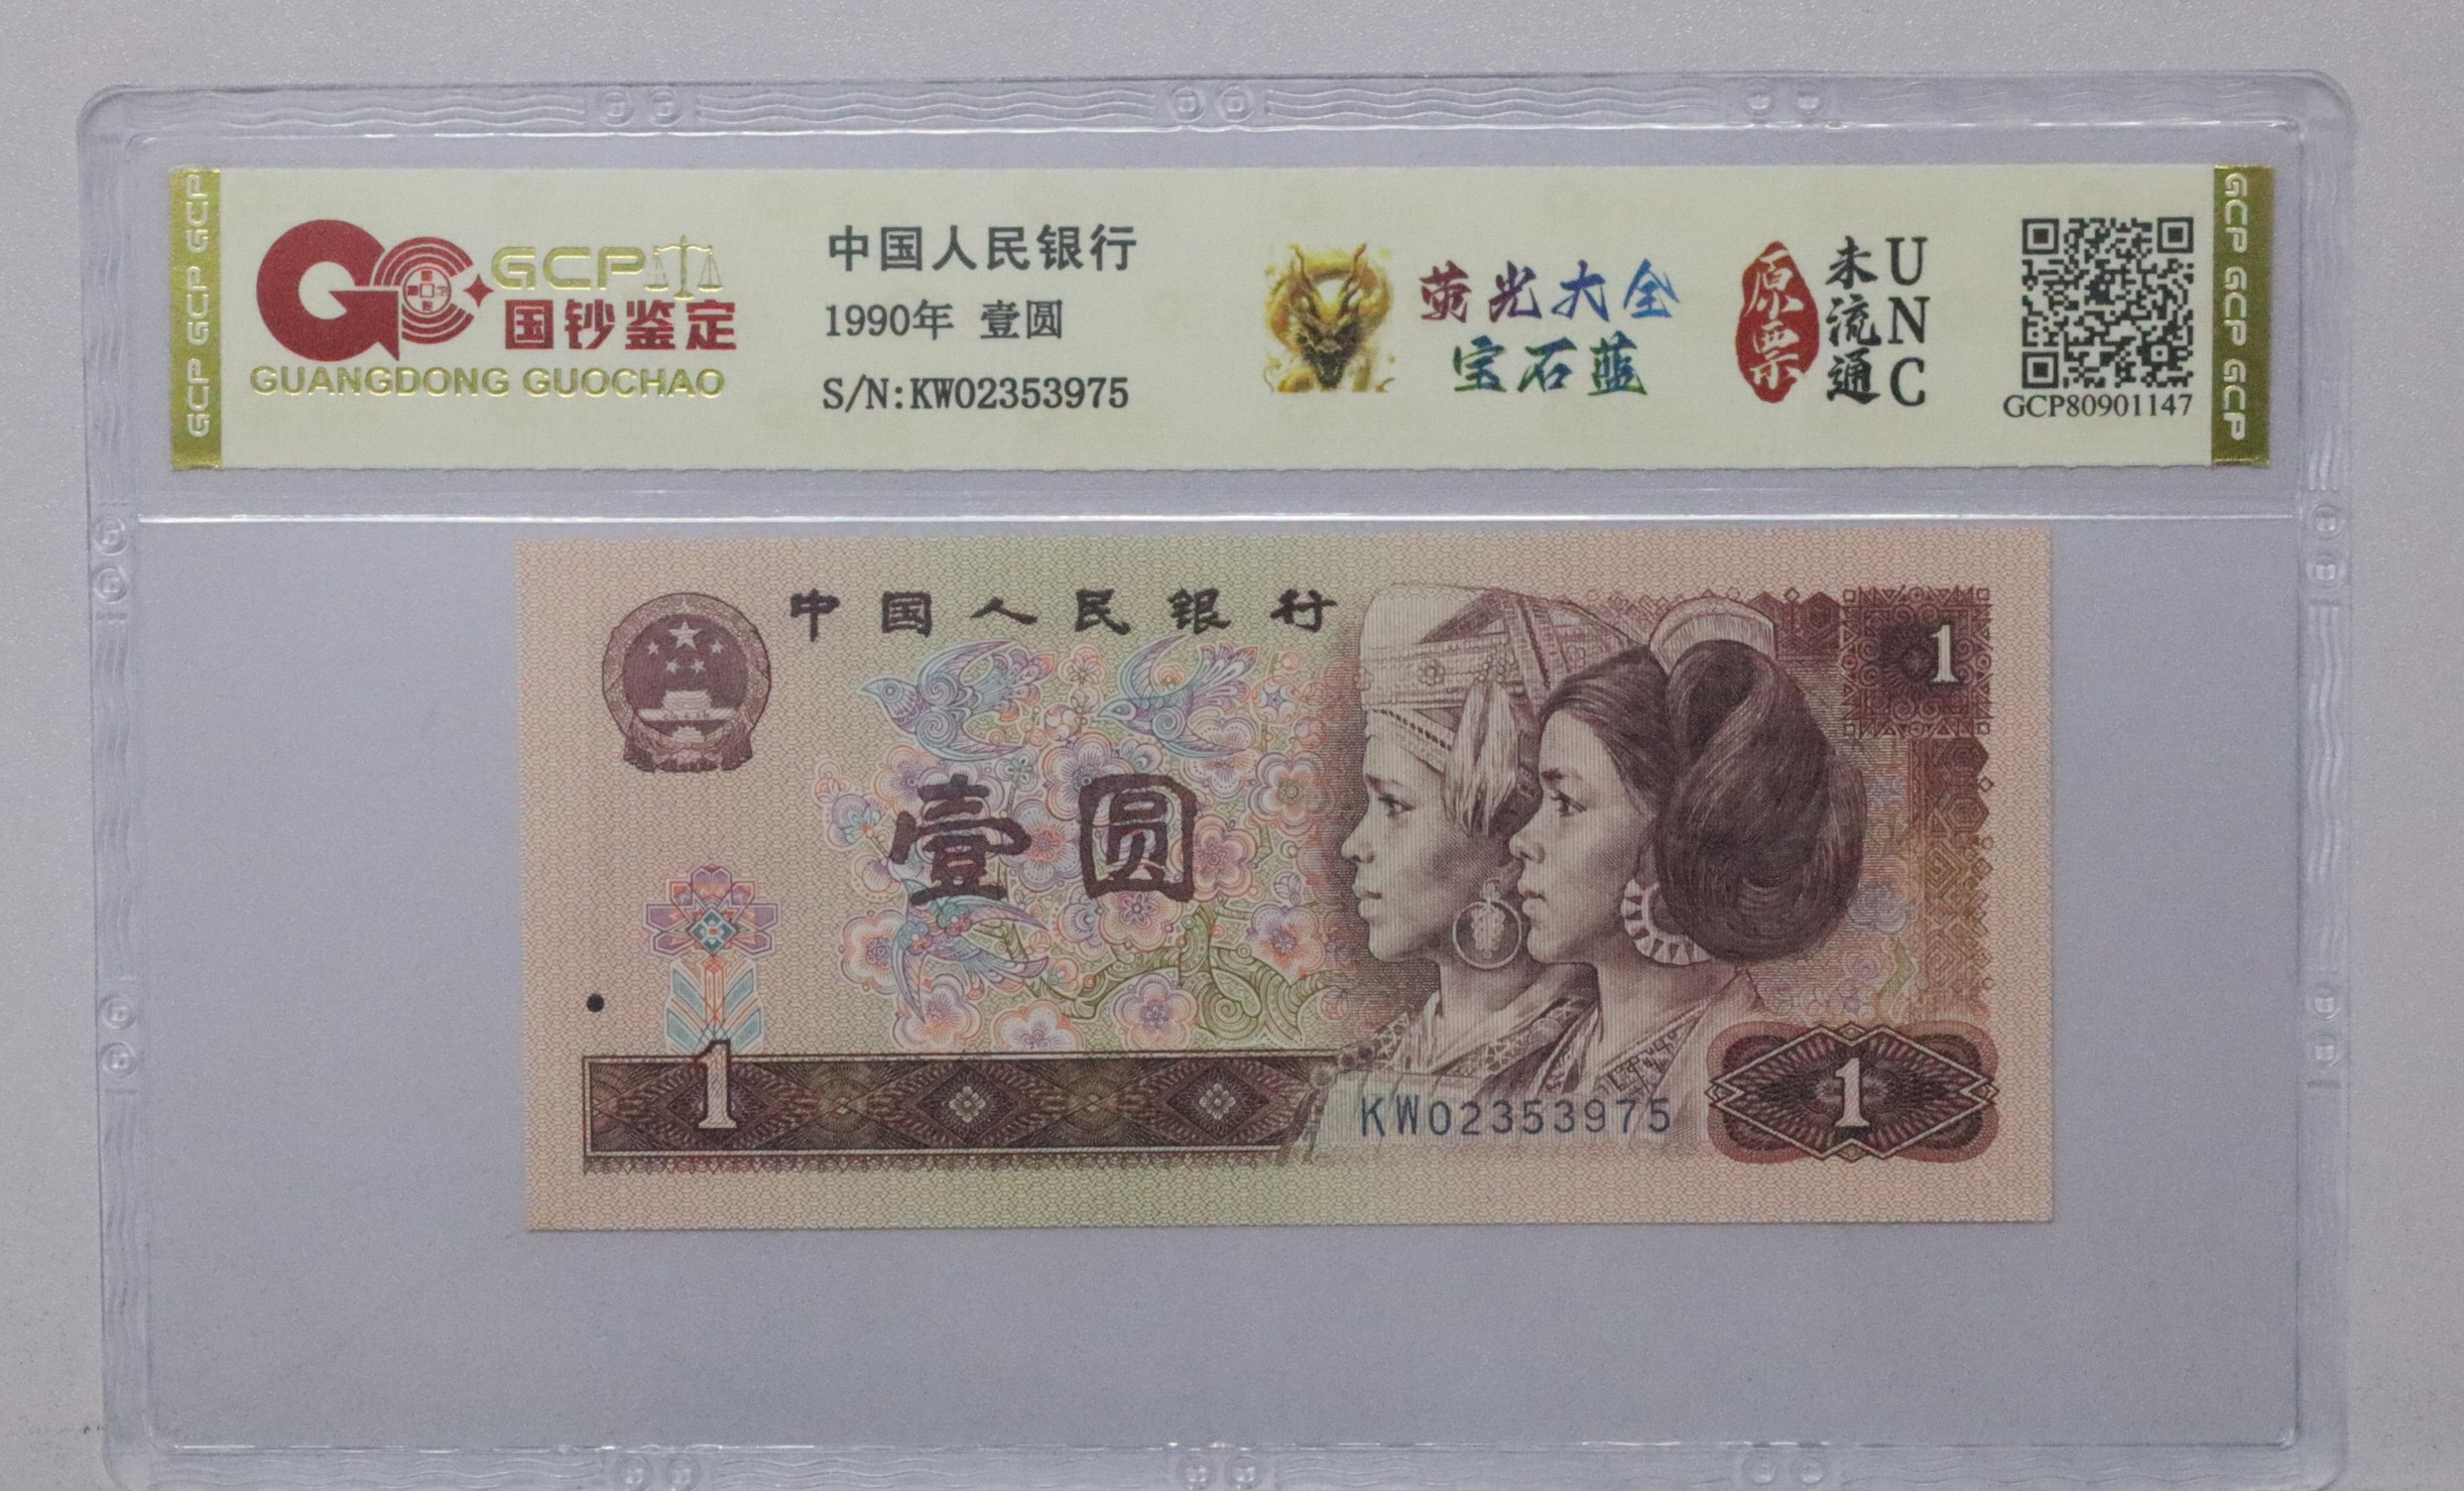 GCP GCP GCP
GCP
国钞鉴定
GUANGDONG GUOCHAO
中国人民银行
1990年 壹圆
S/N:KW02353975
荧光大全
宝石蓝
原票
未流通
UNC
GCP80901147
GCP GCP GCP
中国人民银行
1
壹圆
1
KW02353975
1